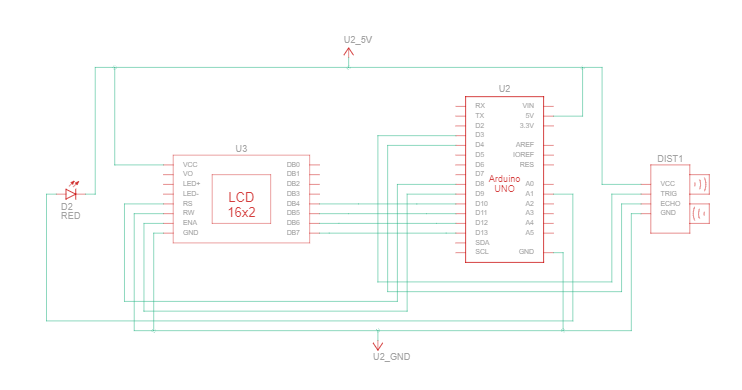 U2_5V
U2
RX
TX
D2
D3
D4
D5
D6
D7
D8
D9
D10
D11
D12
D13
SDA
SCL
VIN
5V
3.3V
AREF
IOREF
RES
A0
A1
A2
A3
A4
A5
GND
Arduino
UNO
U3
VCC
VO
LED+
LED-
RS
RW
ENA
GND
LCD
16x2
DB0
DB1
DB2
DB3
DB4
DB5
DB6
DB7
D2
RED
DIST1
VCC
TRIG
ECHO
GND
U2_GND